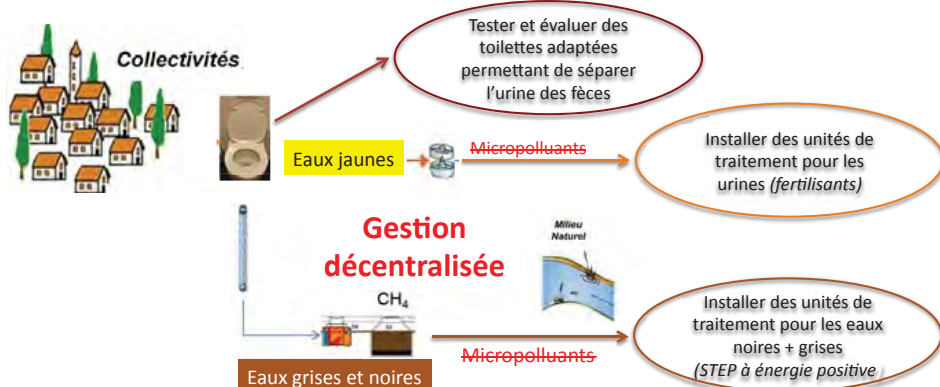 Collectivités
Tester et évaluer des
toilettes adaptées
permettant de séparer
l'urine des fèces
Eaux jaunes
Micropolluants
Installer des unités de
traitement pour les
urines (fertilisants)
Gestion
décentralisée
Milieu
Naturel
CH4
Micropolluants
Installer des unités de
traitement pour les eaux
noires + grises
(STEP à énergie positive
Eaux grises et noires